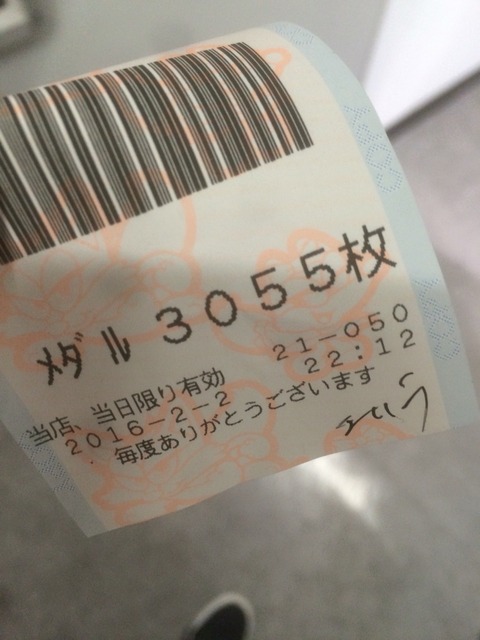 ﾒﾀﾞﾙ 3055枚
当店、当日限り有効 21-050
2016-2-2 22:12
毎度ありがとうございます